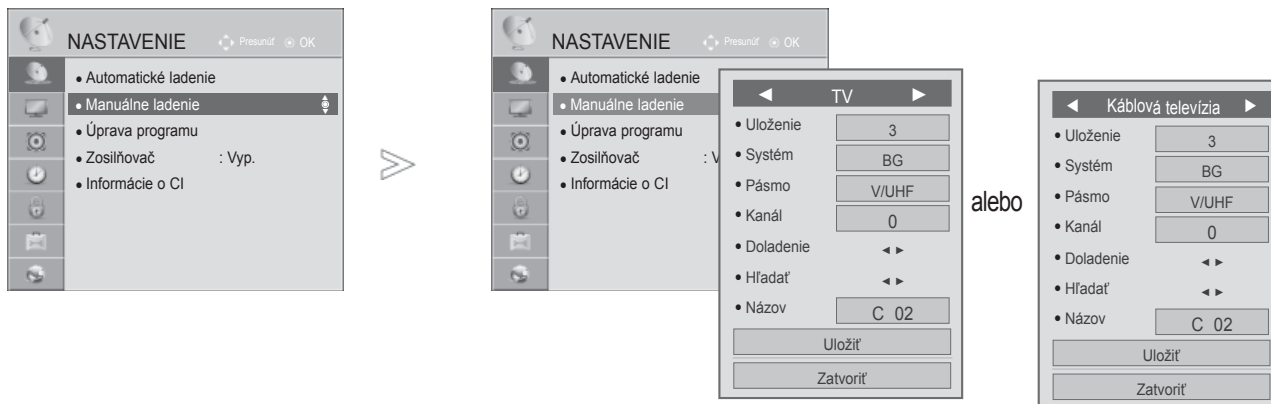 NASTAVENIE Presunúť OK
• Automatické ladenie
• Manuálne ladenie
• Úprava programu
• Zosilňovač : Vyp.
• Informácie o CI
NASTAVENIE Presunúť OK
• Automatické ladenie
• Manuálne ladenie
• Úprava programu
• Zosilňovač : V
• Informácie o CI
◄ TV ►
• Uloženie 3
• Systém BG
• Pásmo V/UHF
• Kanál 0
• Doladenie ◄ ►
• Hľadať ◄ ►
• Názov C 02
Uložiť
Zatvoriť
alebo
◄ Káblová televízia ►
• Uloženie 3
• Systém BG
• Pásmo V/UHF
• Kanál 0
• Doladenie ◄ ►
• Hľadať ◄ ►
• Názov C 02
Uložiť
Zatvoriť